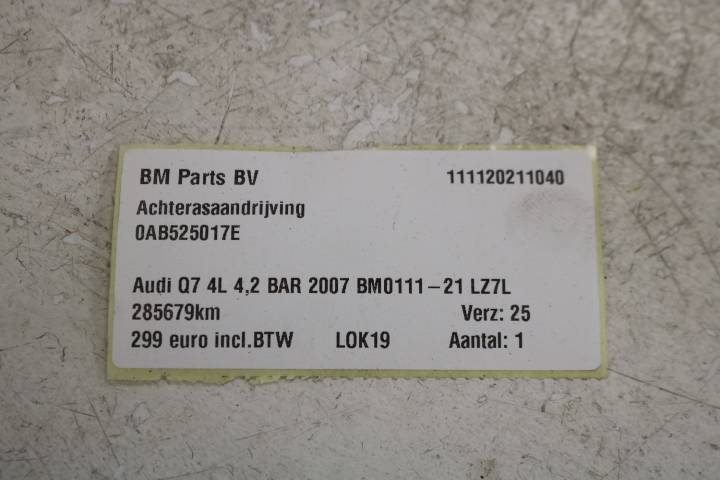 BM Parts BV 111120211040
Achterasaandrijving
0AB525017E
Audi Q7 4L 4,2 BAR 2007 BM0111-21 LZ7L
285679km Verz: 25
299 euro incl.BTW LOK19 Aantal: 1